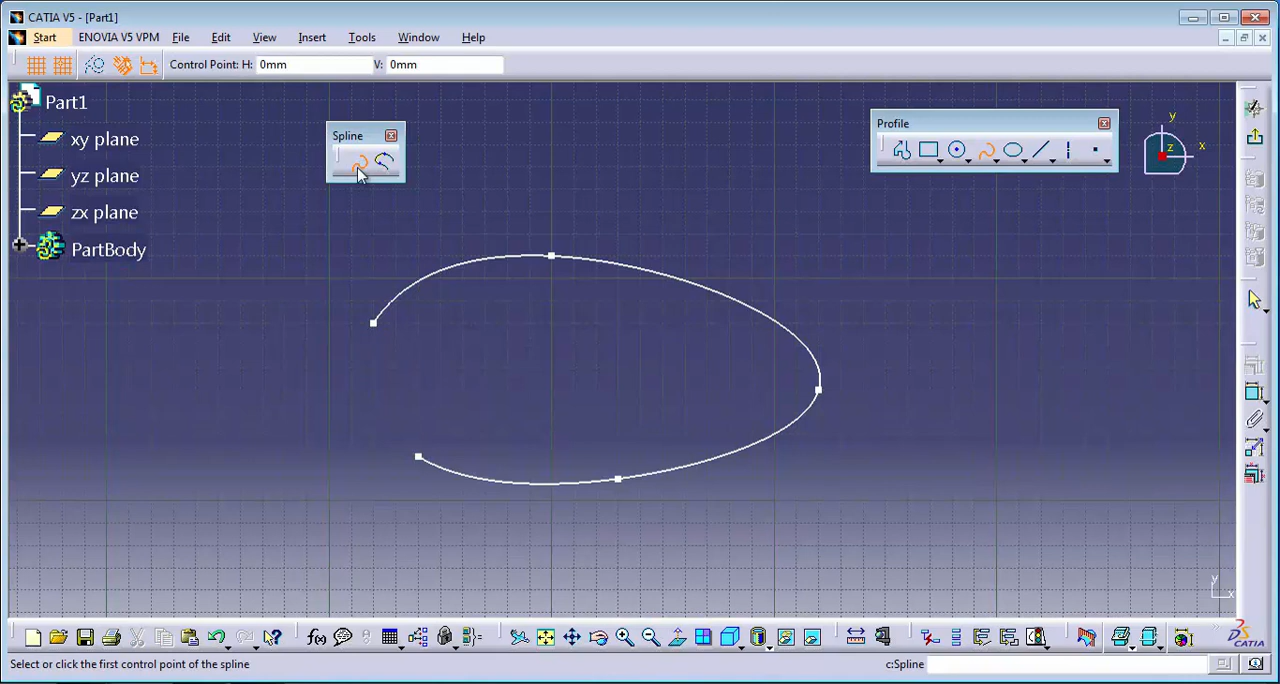 CATIA V5 - [Part1]
Start ENOVIA V5 VPM File Edit View Insert Tools Window Help
Control Point: H: 0mm V: 0mm
Part1
xy plane
yz plane
zx plane
PartBody
Spline
Profile
y
x
z
y
x
f(x)
CATIA
Select or click the first control point of the spline
c:Spline